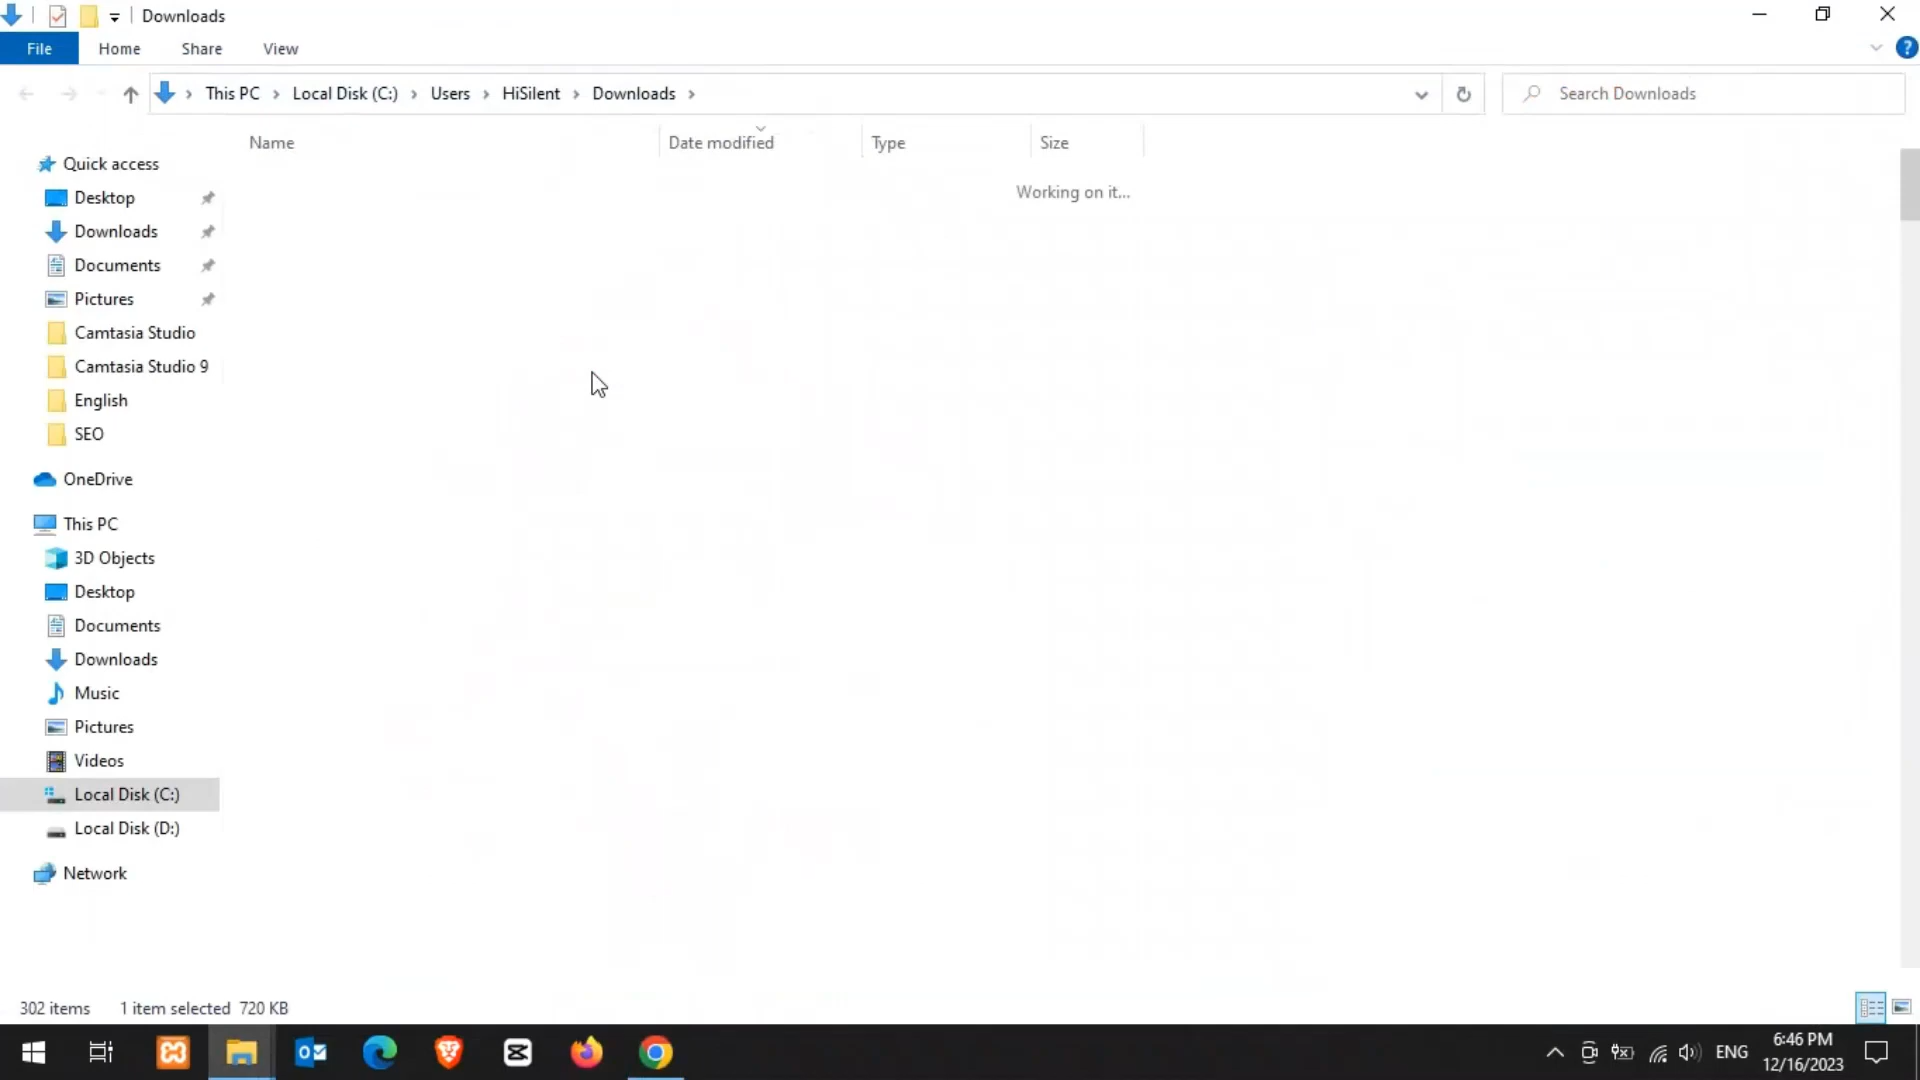 Downloads
File Home Share View
This PC Local Disk (C:) Users HiSilent Downloads Search Downloads
Name Date modified Type Size
Working on it...
Quick access
Desktop
Downloads
Documents
Pictures
Camtasia Studio
Camtasia Studio 9
English
SEO
OneDrive
This PC
3D Objects
Desktop
Documents
Downloads
Music
Pictures
Videos
Local Disk (C:)
Local Disk (D:)
Network
302 items 1 item selected 720 KB
ENG 6:46 PM
12/16/2023